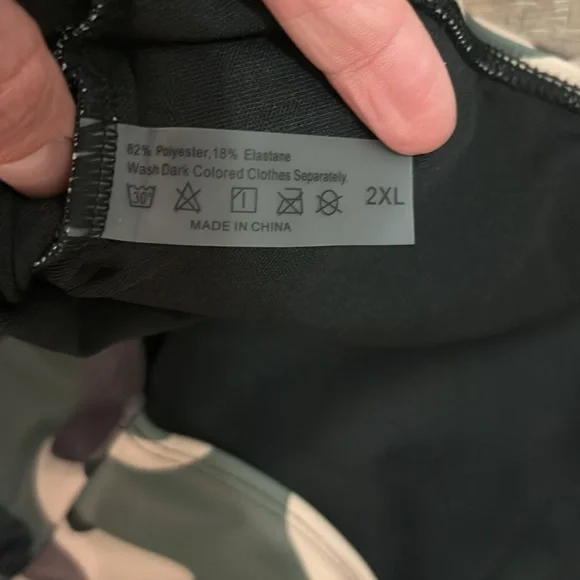 82% Polyester,18% Elastane
Wash Dark Colored Clothes Separately.
30° 2XL
MADE IN CHINA